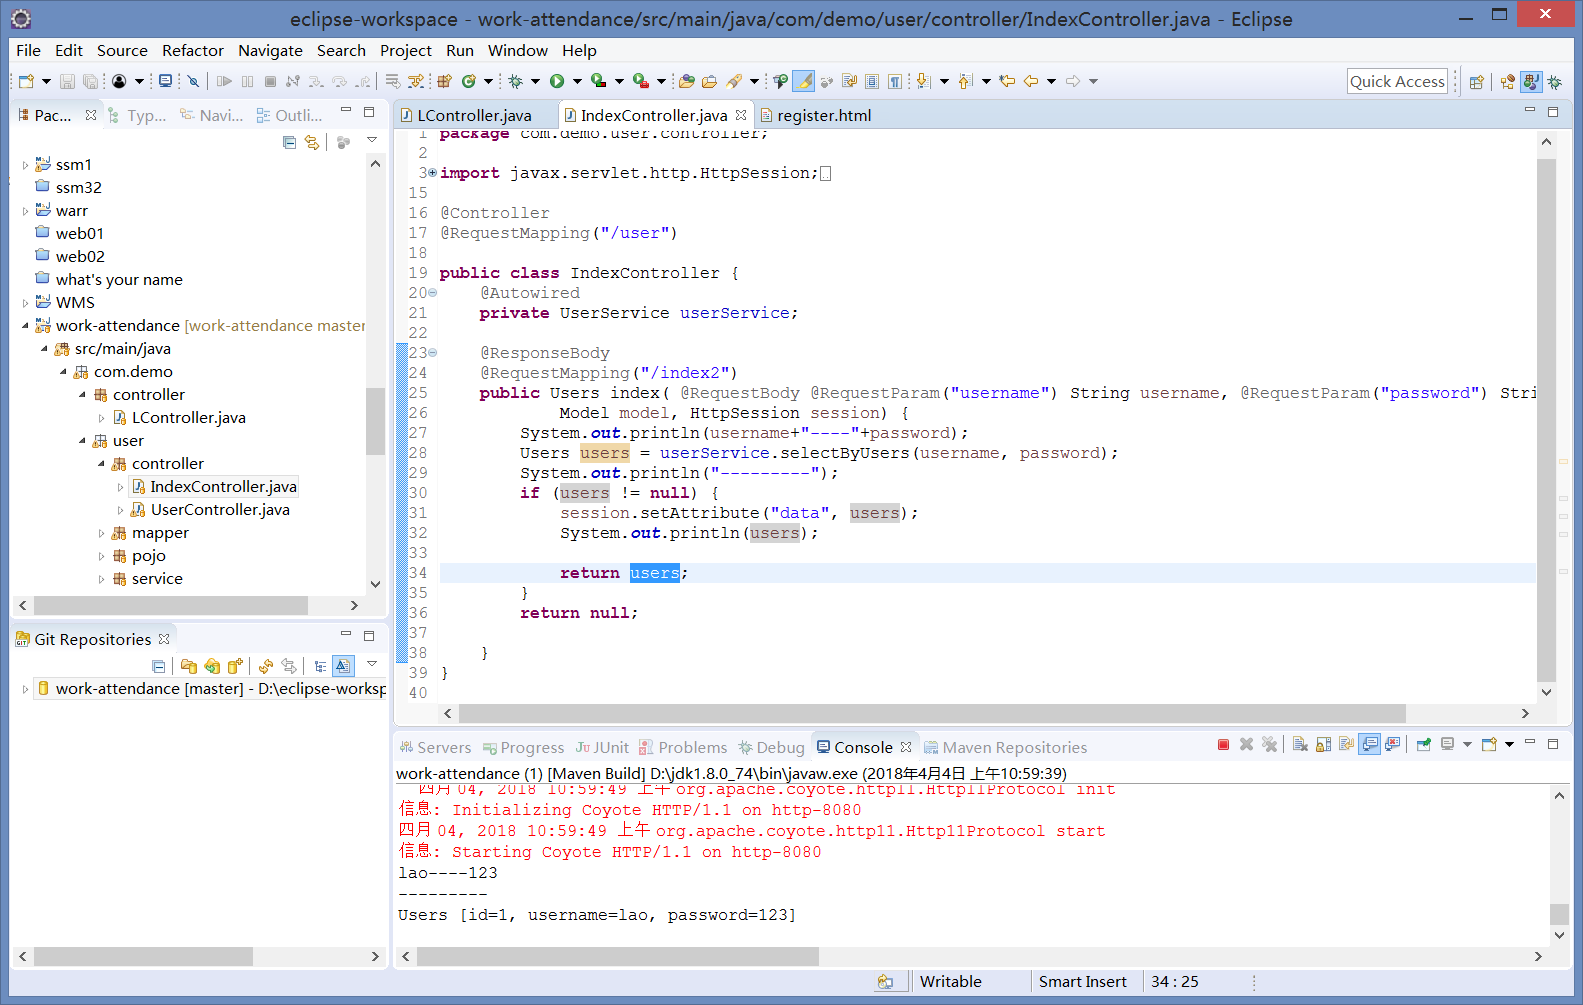 eclipse-workspace - work-attendance/src/main/java/com/demo/user/controller/IndexController.java - Eclipse
File Edit Source Refactor Navigate Search Project Run Window Help
Quick Access
Pac... Typ... Navi... Outli...
ssm1
ssm32
warr
web01
web02
what's your name
WMS
work-attendance [work-attendance master
src/main/java
com.demo
controller
LController.java
user
controller
IndexController.java
UserController.java
mapper
pojo
service
Git Repositories
work-attendance [master] - D:\eclipse-worksp
LController.java IndexController.java register.html
1 package com.demo.user.controller;
2
3 import javax.servlet.http.HttpSession;
15
16 @Controller
17 @RequestMapping("/user")
18
19 public class IndexController {
20 @Autowired
21 private UserService userService;
22
23 @ResponseBody
24 @RequestMapping("/index2")
25 public Users index( @RequestBody @RequestParam("username") String username, @RequestParam("password") Stri
26 Model model, HttpSession session) {
27 System.out.println(username+"----"+password);
28 Users users = userService.selectByUsers(username, password);
29 System.out.println("---------");
30 if (users != null) {
31 session.setAttribute("data", users);
32 System.out.println(users);
33
34 return users;
35 }
36 return null;
37
38 }
39 }
40
Servers Progress JUnit Problems Debug Console Maven Repositories
work-attendance (1) [Maven Build] D:\jdk1.8.0_74\bin\javaw.exe (2018年4月4日 上午10:59:39)
四月 04, 2018 10:59:49 上午 org.apache.coyote.http11.Http11Protocol init
信息: Initializing Coyote HTTP/1.1 on http-8080
四月 04, 2018 10:59:49 上午 org.apache.coyote.http11.Http11Protocol start
信息: Starting Coyote HTTP/1.1 on http-8080
lao----123
---------
Users [id=1, username=lao, password=123]
Writable Smart Insert 34 : 25